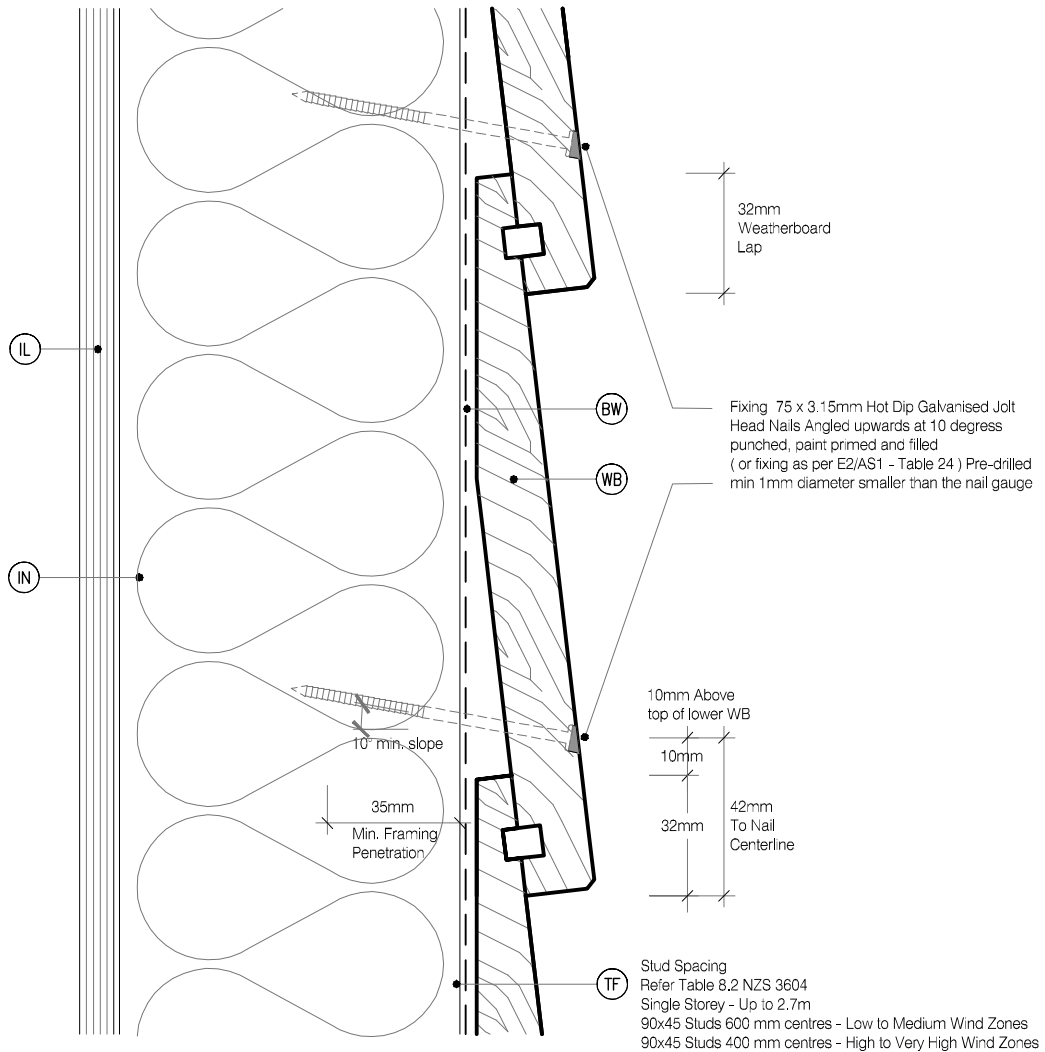 32mm
Weatherboard
Lap
IL
BW
Fixing 75 x 3.15mm Hot Dip Galvanised Jolt
Head Nails Angled upwards at 10 degress
punched, paint primed and filled
( or fixing as per E2/AS1 - Table 24 ) Pre-drilled
min 1mm diameter smaller than the nail gauge
WB
IN
10mm Above
top of lower WB
10° min. slope
10mm
35mm
Min. Framing
Penetration
32mm
42mm
To Nail
Centerline
TF
Stud Spacing
Refer Table 8.2 NZS 3604
Single Storey - Up to 2.7m
90x45 Studs 600 mm centres - Low to Medium Wind Zones
90x45 Studs 400 mm centres - High to Very High Wind Zones